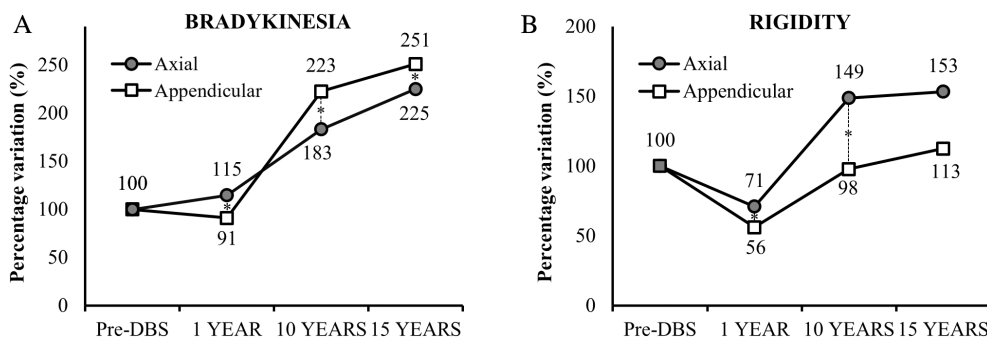 A
BRADYKINESIA
Percentage variation (%)
250
200
150
100
50
0
Axial
Appendicular
100
115
91
*
223
*
183
251
*
225
Pre-DBS
1 YEAR
10 YEARS
15 YEARS
B
RIGIDITY
Percentage variation (%)
200
150
100
50
0
Axial
Appendicular
100
71
*
56
149
*
98
153
113
Pre-DBS
1 YEAR
10 YEARS
15 YEARS